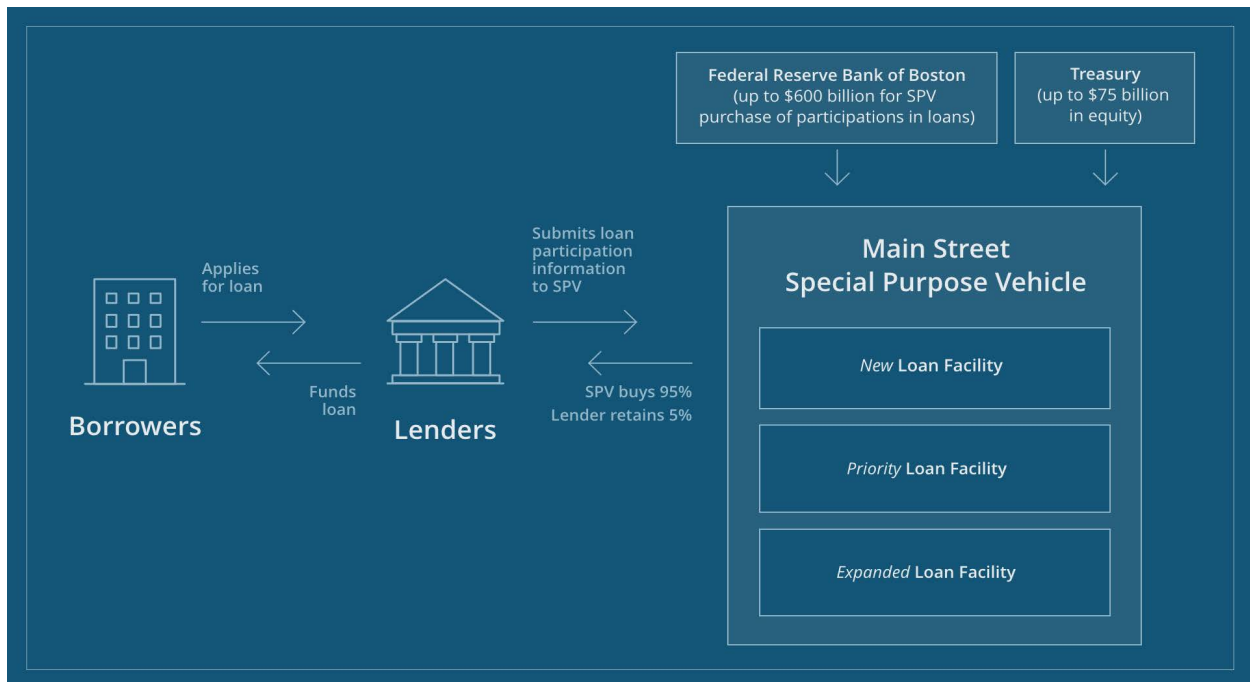 Federal Reserve Bank of Boston
(up to $600 billion for SPV
purchase of participations in loans)
Treasury
(up to $75 billion
in equity)
Applies
for loan
Funds
loan
Borrowers
Submits loan
participation
information
to SPV
SPV buys 95%
Lender retains 5%
Lenders
Main Street
Special Purpose Vehicle
New Loan Facility
Priority Loan Facility
Expanded Loan Facility